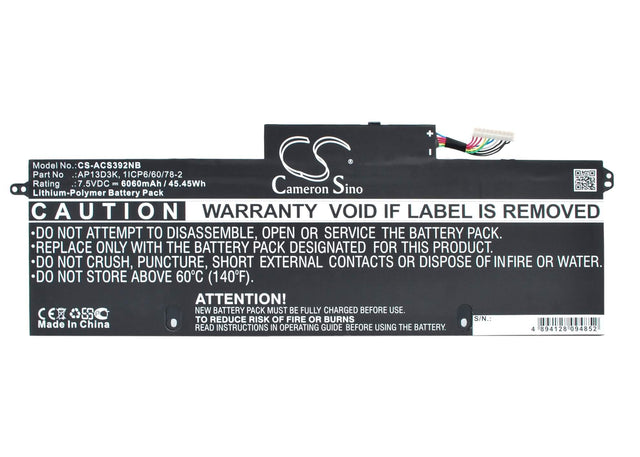 CS
Cameron Sino
Model No.: CS-ACS392NB
Part No :AP13D3K, 1ICP6/60/78-2
Rating :7.5VDC⎓6060mAh / 45.45Wh
Lithium-Polymer Battery Pack
CAUTION WARRANTY VOID IF LABEL IS REMOVED
•DO NOT ATTEMPT TO DISASSEMBLE, OPEN OR SERVICE THE BATTERY PACK.
•REPLACE ONLY WITH THE BATTERY PACK DESIGNATED FOR THIS PRODUCT.
•DO NOT CRUSH, PUNCTURE, SHORT EXTERNAL CONTACTS OR DISPOSE OF IN FIRE OR WATER.
•DO NOT STORE ABOVE 60°C (140°F).
ATTENTION!
NEW BATTERY PACK MUST BE FULLY CHARGED BEFORE USE
TO REDUCE RISK OF FIRE OR BURNS
READ INSTRUCTIONS IN OPERATING GUIDE BEFORE USING BATTERY
CE FC
Made In China
S/N.:
4 894128 094852